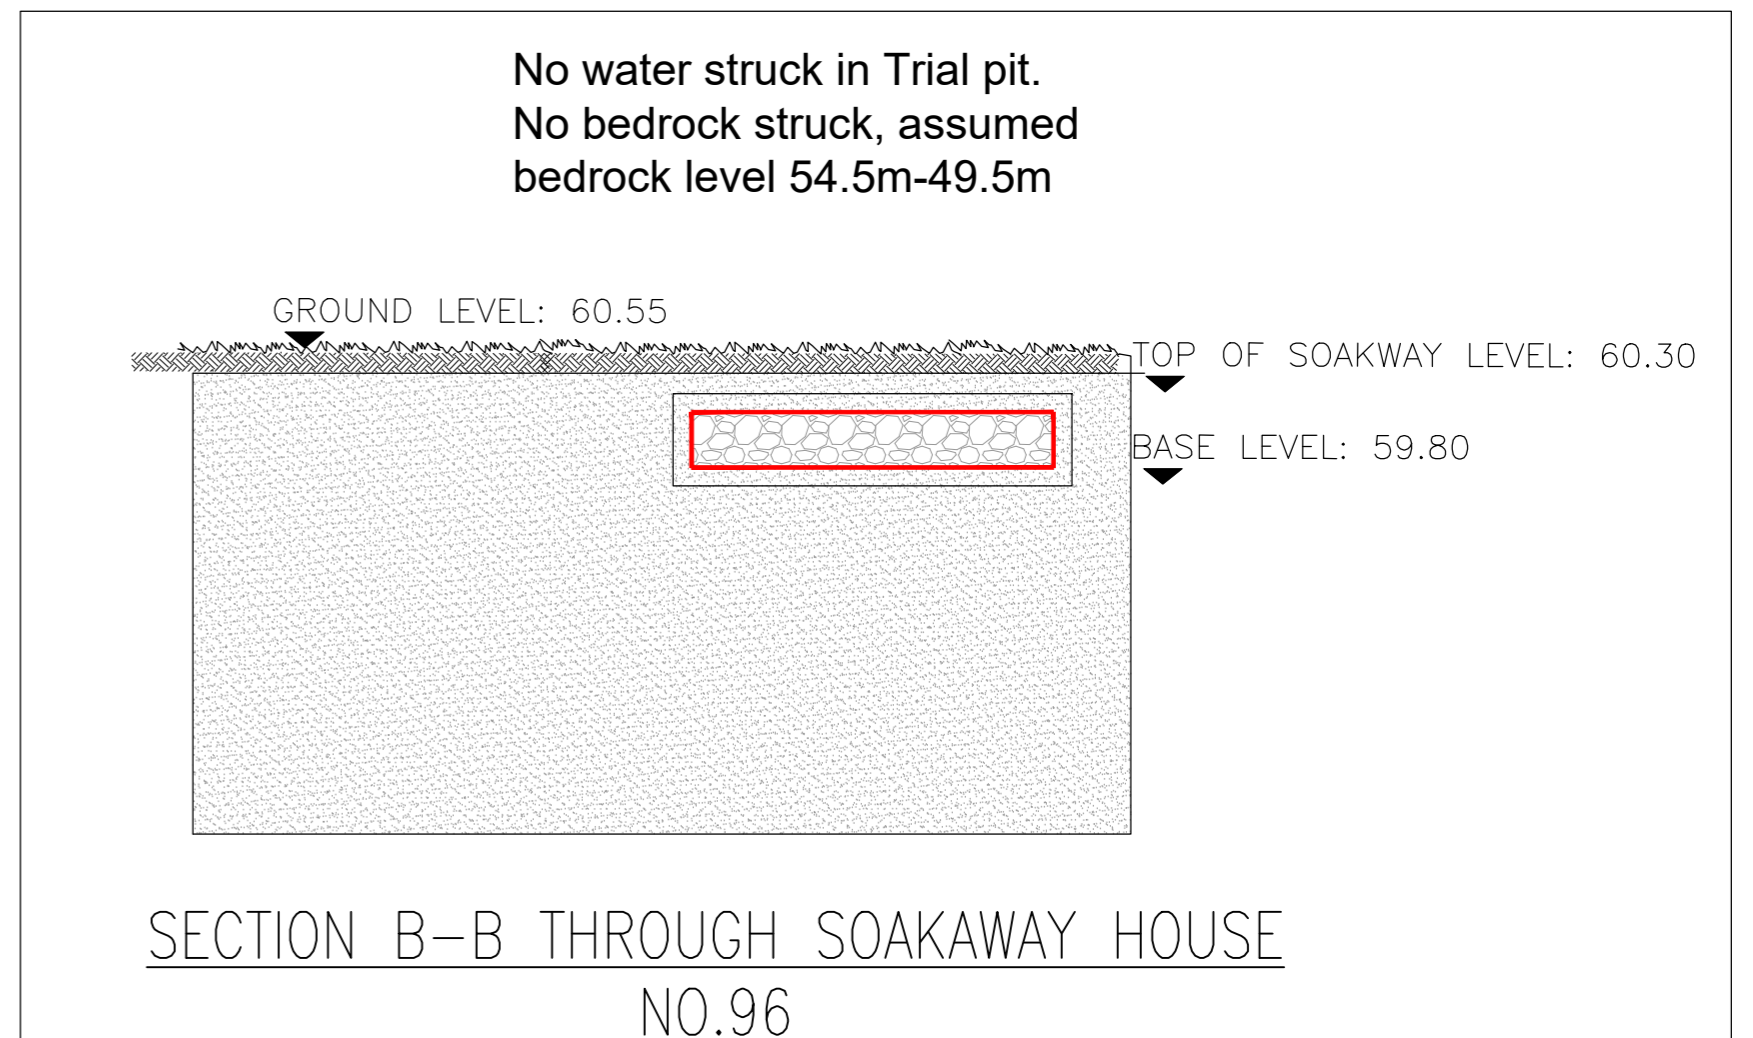 No water struck in Trial pit.
No bedrock struck, assumed
bedrock level 54.5m-49.5m
GROUND LEVEL: 60.55
TOP OF SOAKWAY LEVEL: 60.30
BASE LEVEL: 59.80
SECTION B-B THROUGH SOAKAWAY HOUSE
NO.96